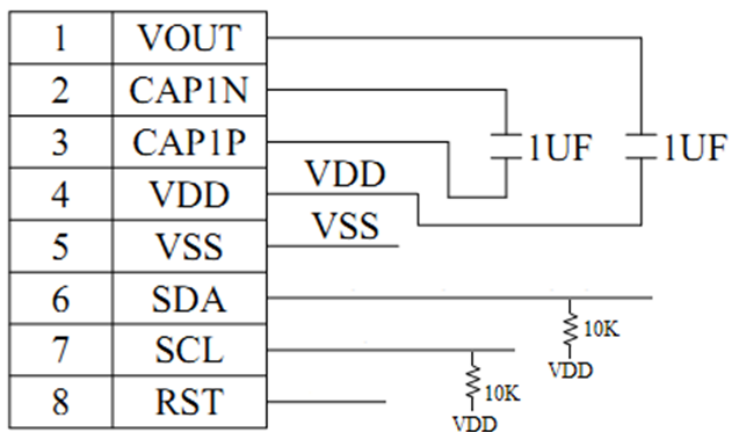 1 VOUT
2 CAP1N
3 CAP1P
1UF 1UF
VDD
4 VDD
VSS
5 VSS
6 SDA
10K
7 SCL
VDD
10K
8 RST
VDD